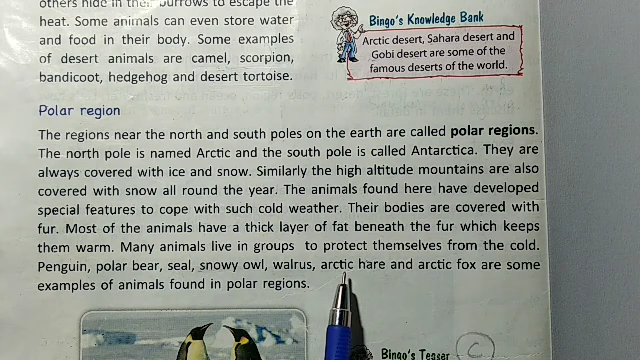 others hide in their burrows to escape the
heat. Some animals can even store water
and food in their body. Some examples
of desert animals are camel, scorpion,
bandicoot, hedgehog and desert tortoise.
Bingo's Knowledge Bank
Arctic desert, Sahara desert and
Gobi desert are some of the
famous deserts of the world.
Polar region
The regions near the north and south poles on the earth are called polar regions.
The north pole is named Arctic and the south pole is called Antarctica. They are
always covered with ice and snow. Similarly the high altitude mountains are also
covered with snow all round the year. The animals found here have developed
special features to cope with such cold weather. Their bodies are covered with
fur. Most of the animals have a thick layer of fat beneath the fur which keeps
them warm. Many animals live in groups to protect themselves from the cold.
Penguin, polar bear, seal, snowy owl, walrus, arctic hare and arctic fox are some
examples of animals found in polar regions.
Bingo's Teaser
C